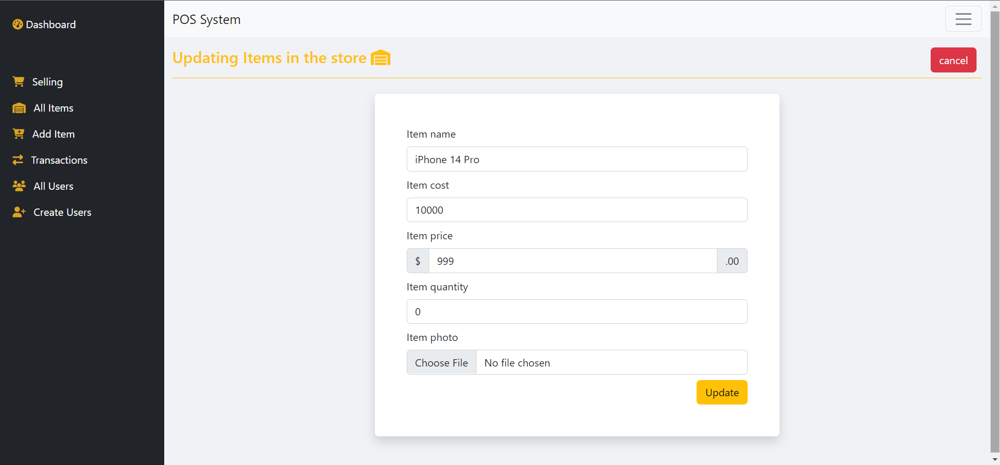 Dashboard
Selling
All Items
Add Item
Transactions
All Users
Create Users
POS System
Updating Items in the store
cancel
Item name
iPhone 14 Pro
Item cost
10000
Item price
$ 999 .00
Item quantity
0
Item photo
Choose File No file chosen
Update